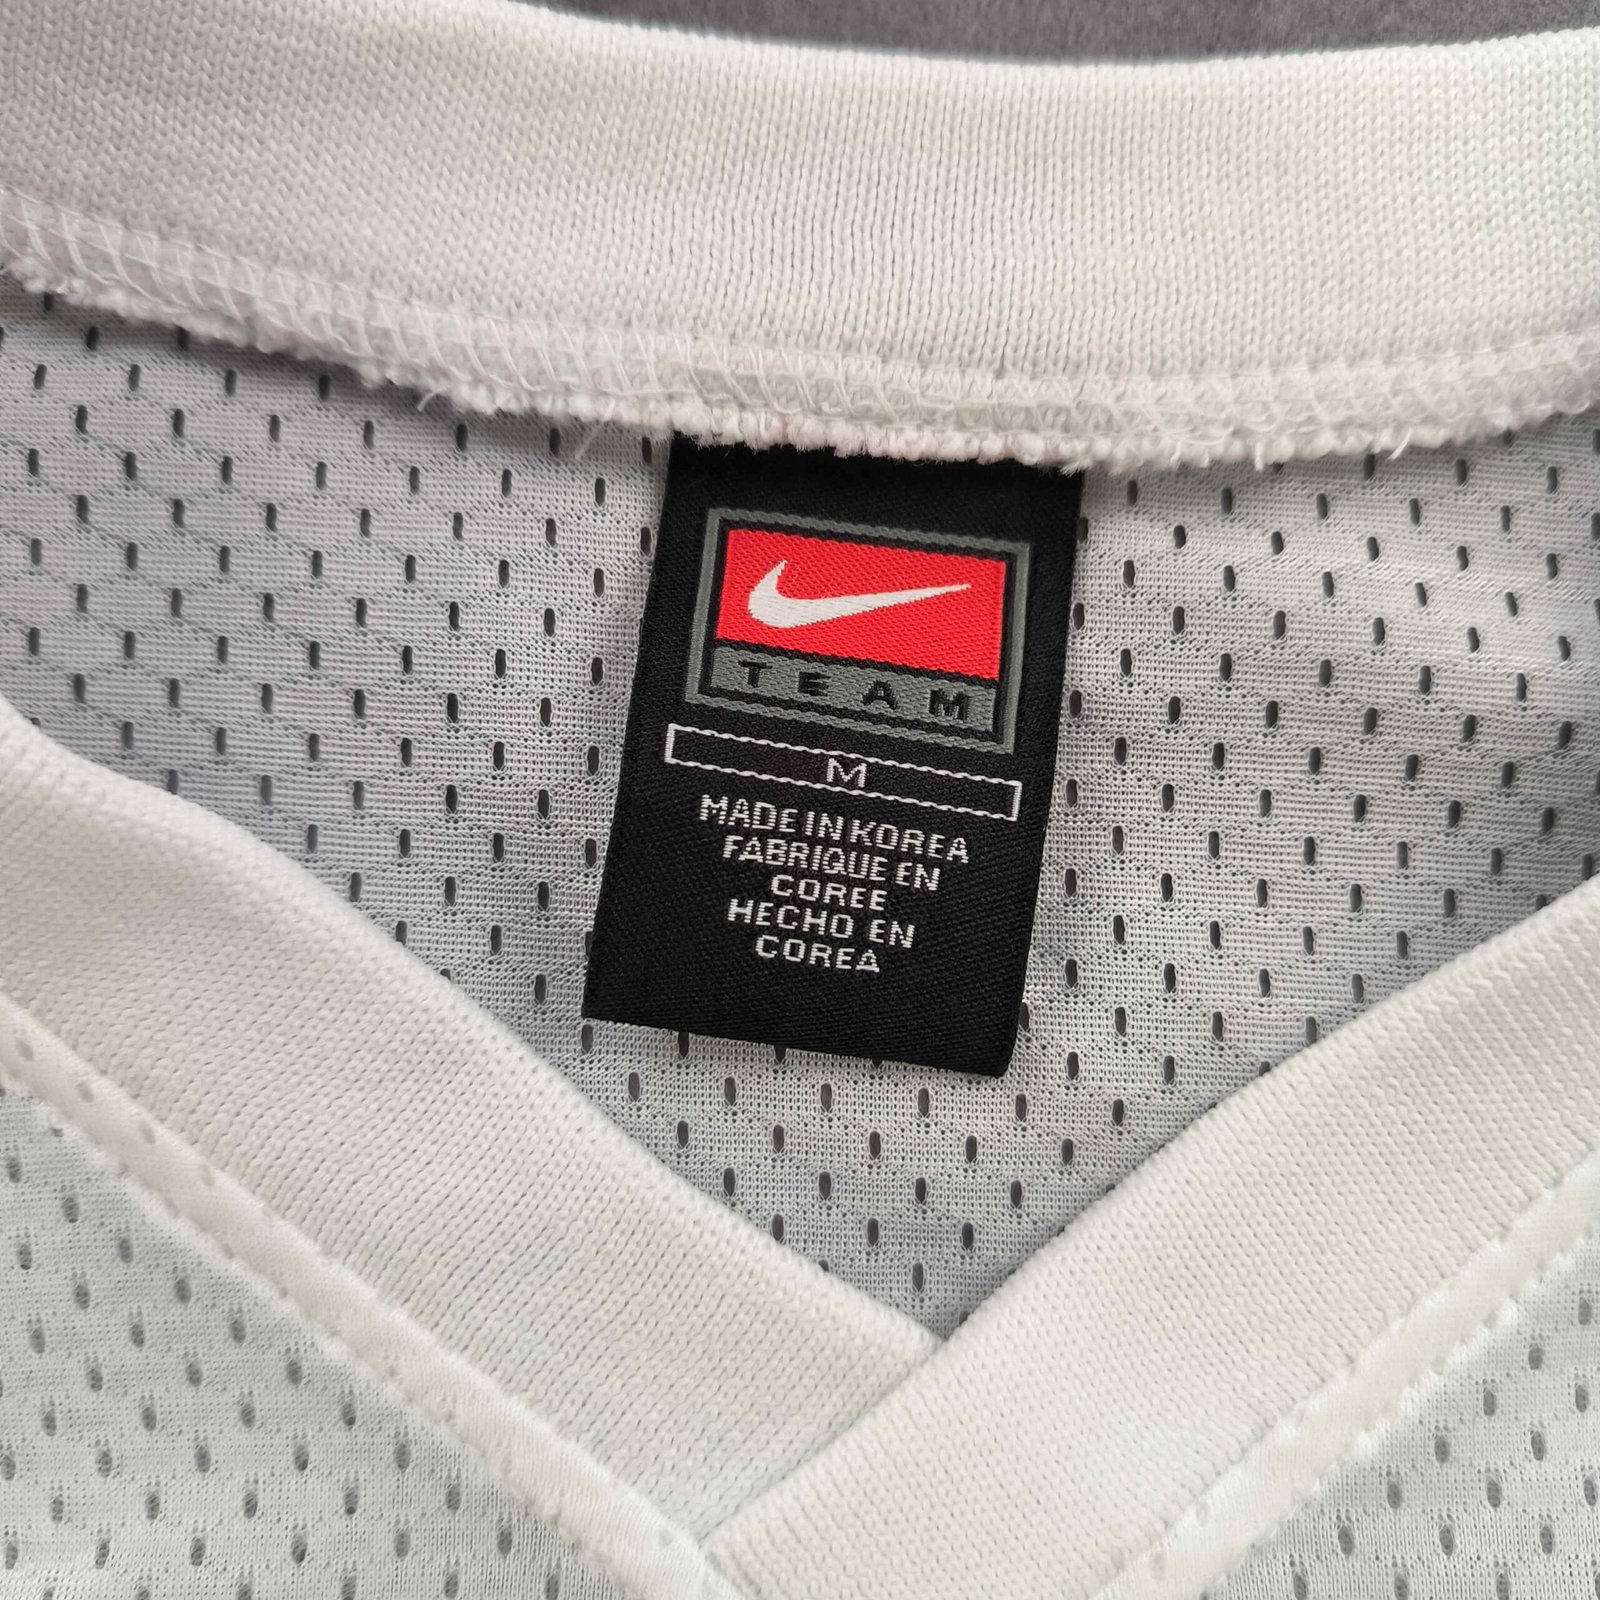 TEAM
M
MADE IN KOREA
FABRIQUE EN
COREE
HECHO EN
COREA